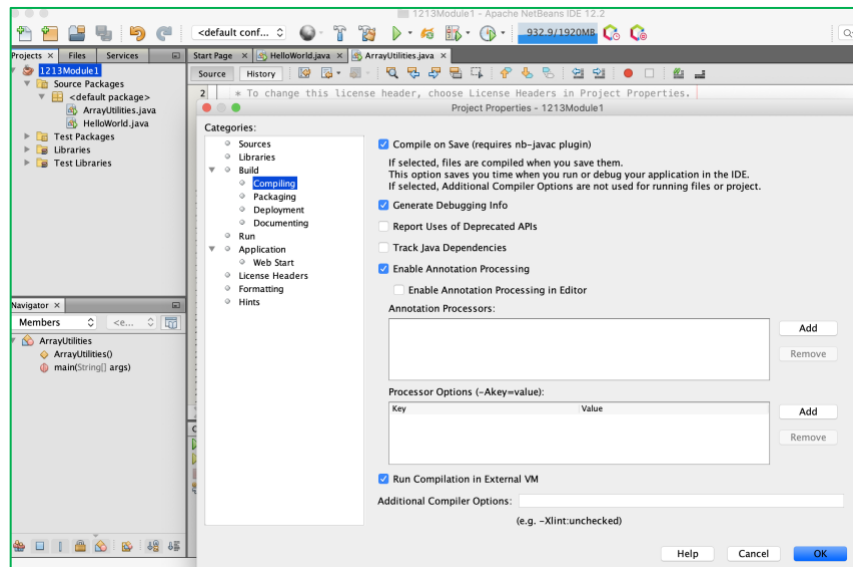 1213Module1 - Apache NetBeans IDE 12.2
<default conf...
932.9/1920MB
Projects
Files
Services
1213Module1
Source Packages
<default package>
ArrayUtilities.java
HelloWorld.java
Test Packages
Libraries
Test Libraries
Navigator
Members
<e...
ArrayUtilities
ArrayUtilities()
main(String[] args)
Start Page
HelloWorld.java
ArrayUtilities.java
Source
History
2 * To change this license header, choose License Headers in Project Properties.
Project Properties - 1213Module1
Categories:
Sources
Libraries
Build
Compiling
Packaging
Deployment
Documenting
Run
Application
Web Start
License Headers
Formatting
Hints
Compile on Save (requires nb-javac plugin)
If selected, files are compiled when you save them.
This option saves you time when you run or debug your application in the IDE.
If selected, Additional Compiler Options are not used for running files or project.
Generate Debugging Info
Report Uses of Deprecated APIs
Track Java Dependencies
Enable Annotation Processing
Enable Annotation Processing in Editor
Annotation Processors:
Add
Remove
Processor Options (-Akey=value):
Key Value
Add
Remove
Run Compilation in External VM
Additional Compiler Options:
(e.g. -Xlint:unchecked)
Help
Cancel
OK